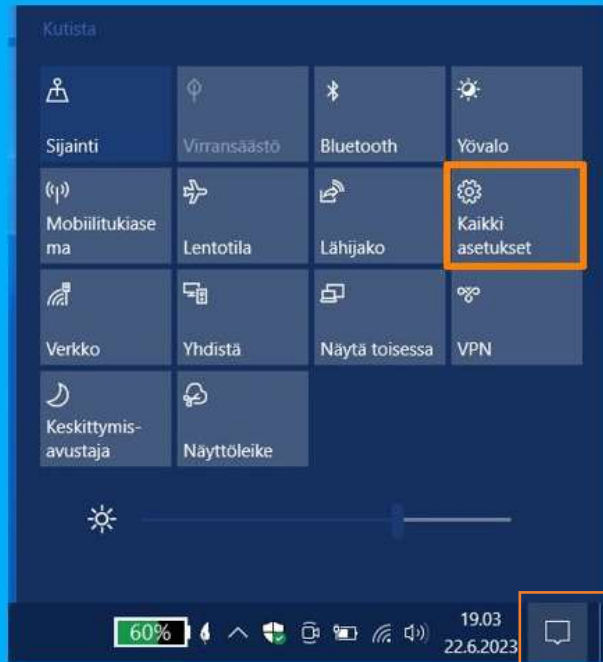 Kutista
Sijainti
Virransäästö
Bluetooth
Yövalo
Mobiilitukiase
ma
Lentotila
Lähijako
Kaikki
asetukset
Verkko
Yhdistä
Näytä toisessa
VPN
Keskittymis-
avustaja
Näyttöleike
60%
19.03
22.6.2023